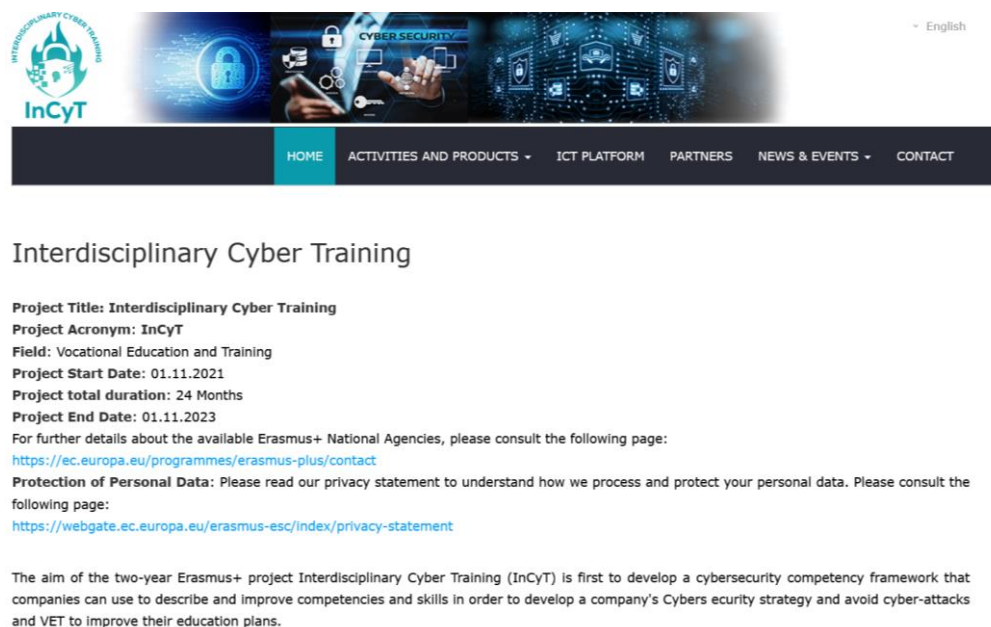 INTERDISCIPLINARY CYBER TRAINING
InCyT
CYBER SECURITY
English
HOME ACTIVITIES AND PRODUCTS ICT PLATFORM PARTNERS NEWS & EVENTS CONTACT
Interdisciplinary Cyber Training
Project Title: Interdisciplinary Cyber Training
Project Acronym: InCyT
Field: Vocational Education and Training
Project Start Date: 01.11.2021
Project total duration: 24 Months
Project End Date: 01.11.2023
For further details about the available Erasmus+ National Agencies, please consult the following page:
https://ec.europa.eu/programmes/erasmus-plus/contact
Protection of Personal Data: Please read our privacy statement to understand how we process and protect your personal data. Please consult the
following page:
https://webgate.ec.europa.eu/erasmus-esc/index/privacy-statement
The aim of the two-year Erasmus+ project Interdisciplinary Cyber Training (InCyT) is first to develop a cybersecurity competency framework that
companies can use to describe and improve competencies and skills in order to develop a company's Cybers ecurity strategy and avoid cyber-attacks
and VET to improve their education plans.